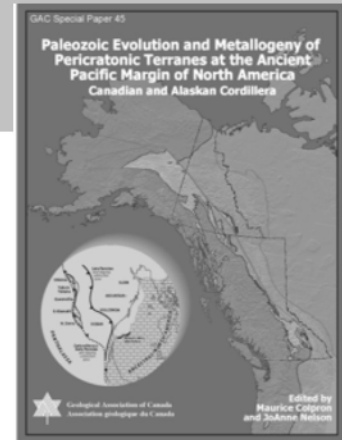 GAC Special Paper 45
Paleozoic Evolution and Metallogeny of
Pericratonic Terranes at the Ancient
Pacific Margin of North America
Canadian and Alaskan Cordillera
Geological Association of Canada
Association géologique du Canada
Edited by
Maurice Colpron
and JoAnne Nelson